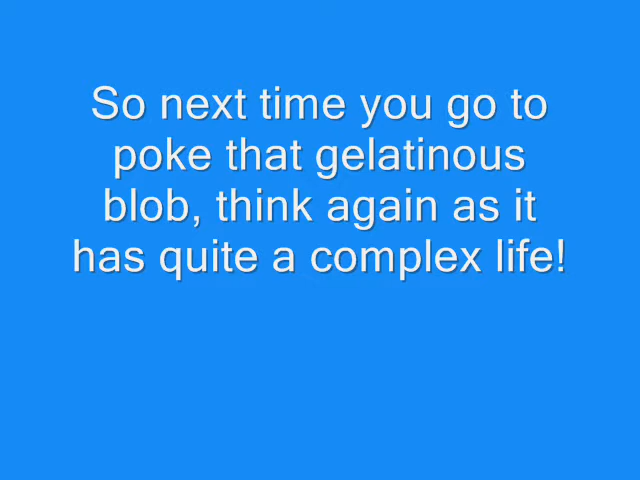 So next time you go to
poke that gelatinous
blob, think again as it
has quite a complex life!